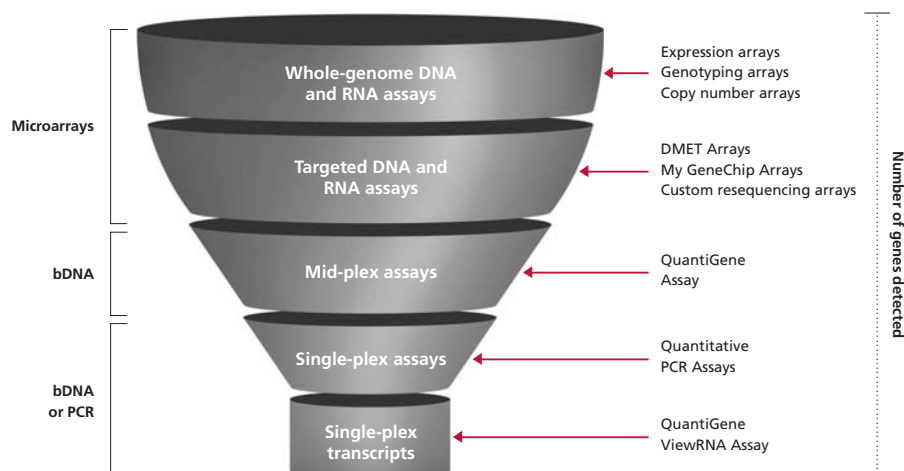 Microarrays
bDNA
bDNA
or PCR
Whole-genome DNA
and RNA assays
Targeted DNA and
RNA assays
Mid-plex assays
Single-plex assays
Single-plex
transcripts
Expression arrays
Genotyping arrays
Copy number arrays
DMET Arrays
My GeneChip Arrays
Custom resequencing arrays
QuantiGene
Assay
Quantitative
PCR Assays
QuantiGene
ViewRNA Assay
Number of genes detected